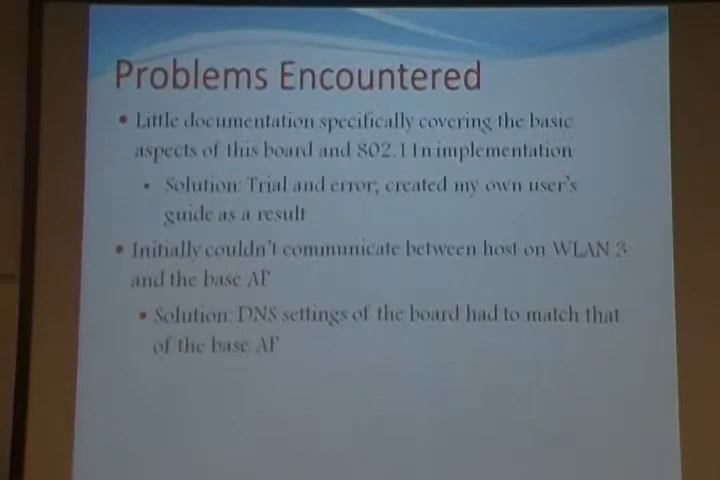 Problems Encountered
• Little documentation specifically covering the basic
aspects of this board and 802.11n implementation
• Solution: Trial and error, created my own user's
guide as a result
• Initially couldn't communicate between host on WLAN 3
and the base AP
• Solution: DNS settings of the board had to match that
of the base AP